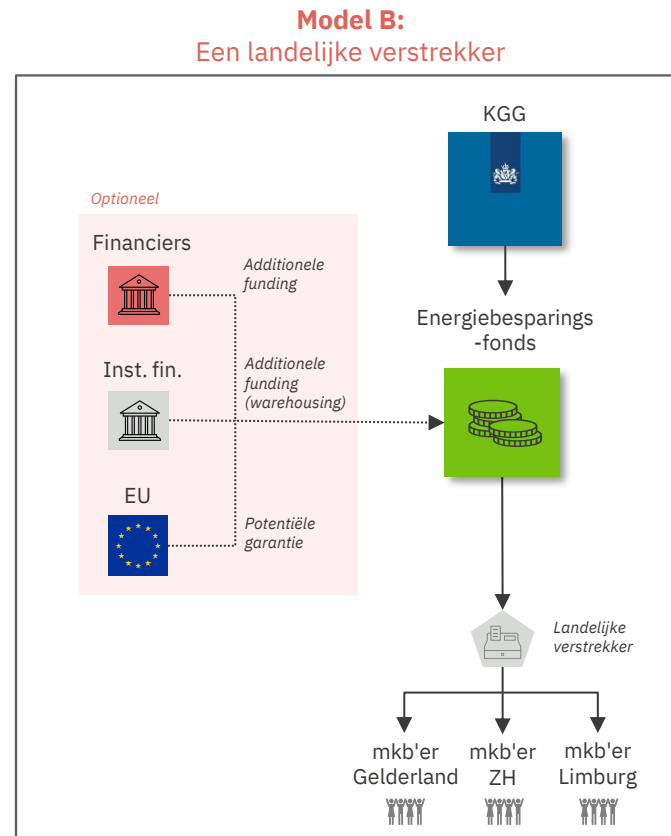 Model B:
Een landelijke verstrekker
KGG
Optioneel
Financiers
Additionele
funding
Energiebesparings
-fonds
Inst. fin.
Additionele
funding
(warehousing)
EU
Potentiële
garantie
Landelijke
verstrekker
mkb'er
Gelderland
mkb'er
ZH
mkb'er
Limburg